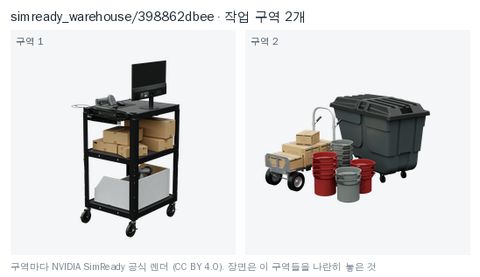 simready_warehouse/398862dbee · 작업 구역 2개
구역 1
구역 2
구역마다 NVIDIA SimReady 공식 렌더 (CC BY 4.0). 장면은 이 구역들을 나란히 놓은 것